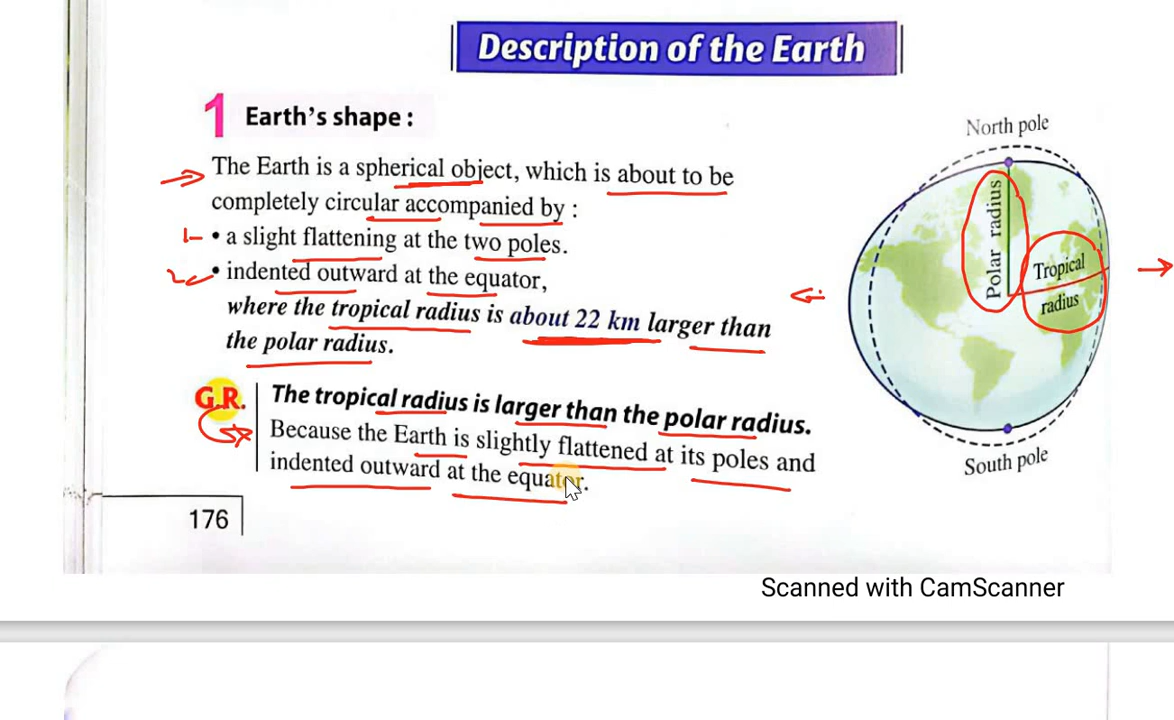 Description of the Earth
1 Earth's shape :
The Earth is a spherical object, which is about to be
completely circular accompanied by :
1- • a slight flattening at the two poles.
• indented outward at the equator,
where the tropical radius is about 22 km larger than
the polar radius.
G.R. The tropical radius is larger than the polar radius.
Because the Earth is slightly flattened at its poles and
indented outward at the equator.
176
North pole
Polar radius
Tropical
radius
South pole
Scanned with CamScanner